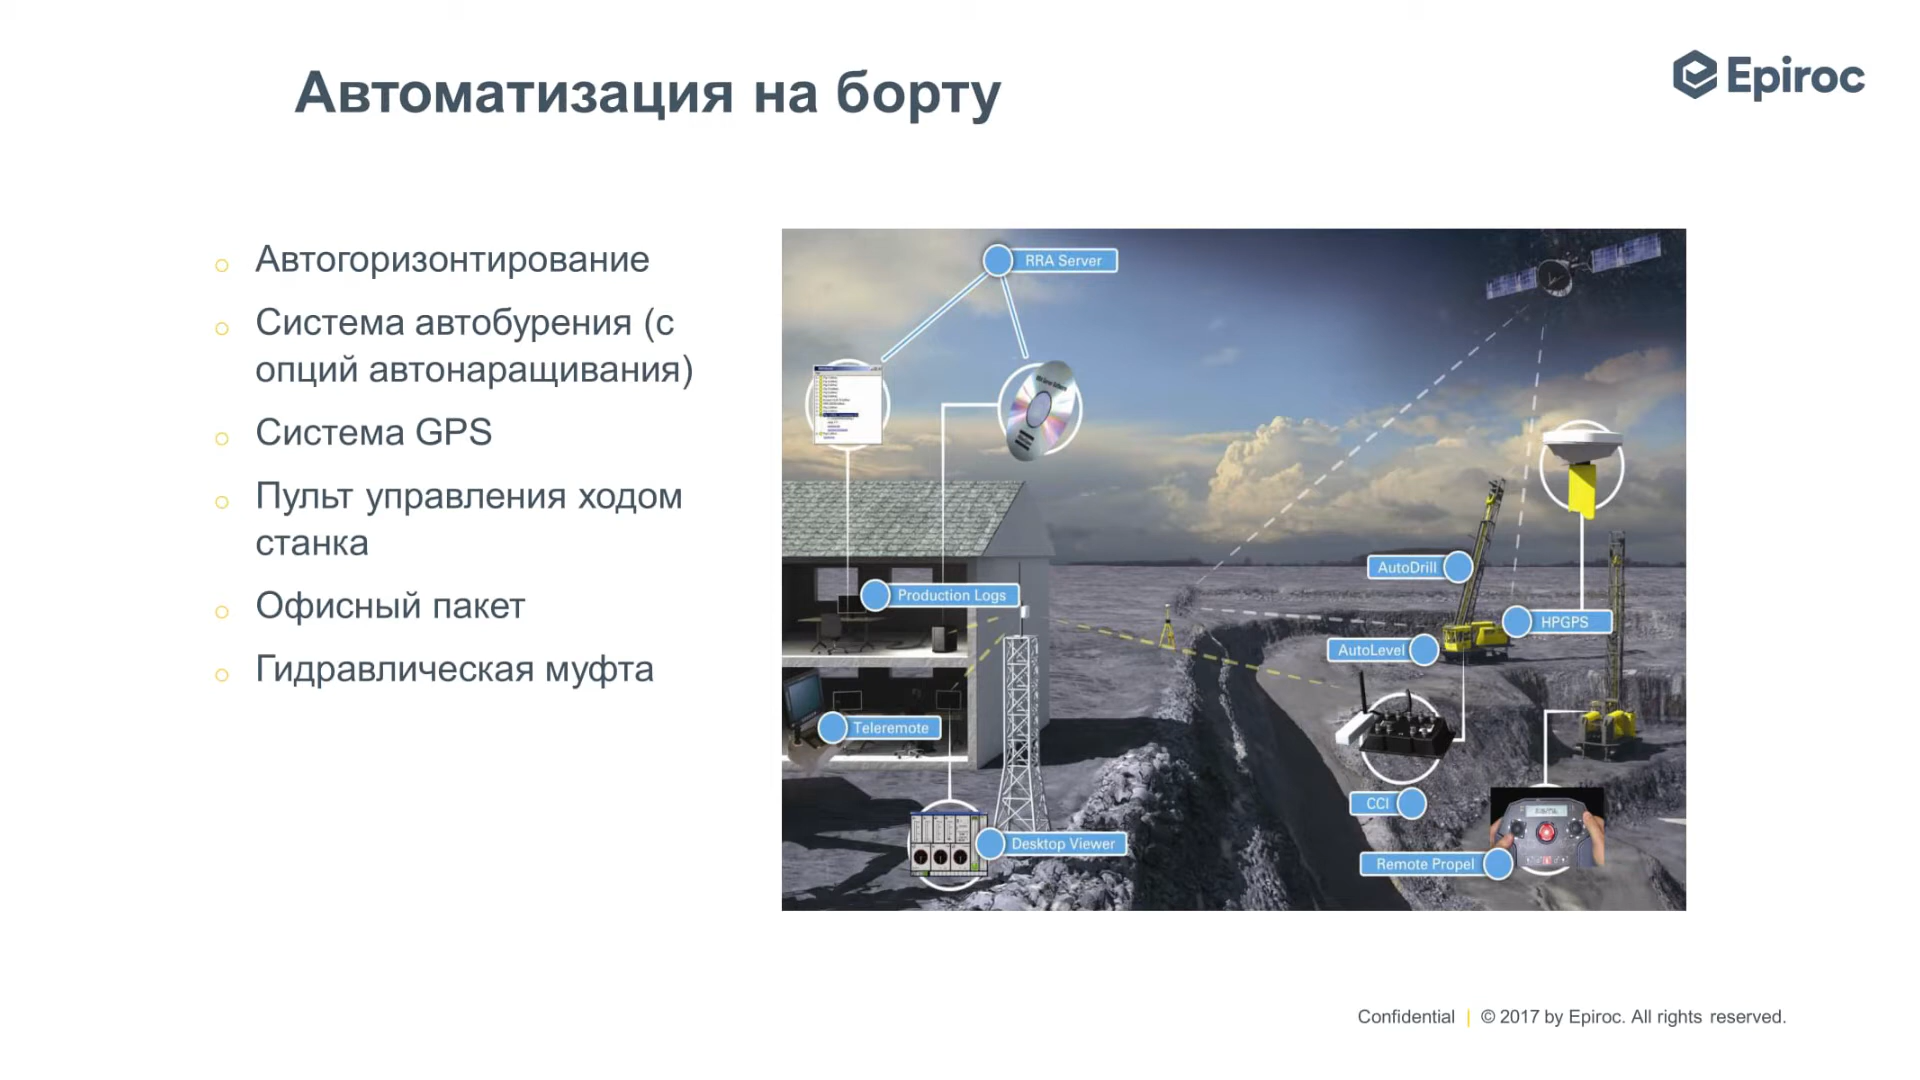 Автоматизация на борту
Epiroc
Автогоризонтирование
Система автобурения (с
опций автонаращивания)
Система GPS
Пульт управления ходом
станка
Офисный пакет
Гидравлическая муфта
RRA Server
Production Logs
Teleremote
Desktop Viewer
AutoDrill
HPGPS
AutoLevel
CCI
Remote Propel
Confidential | © 2017 by Epiroc. All rights reserved.